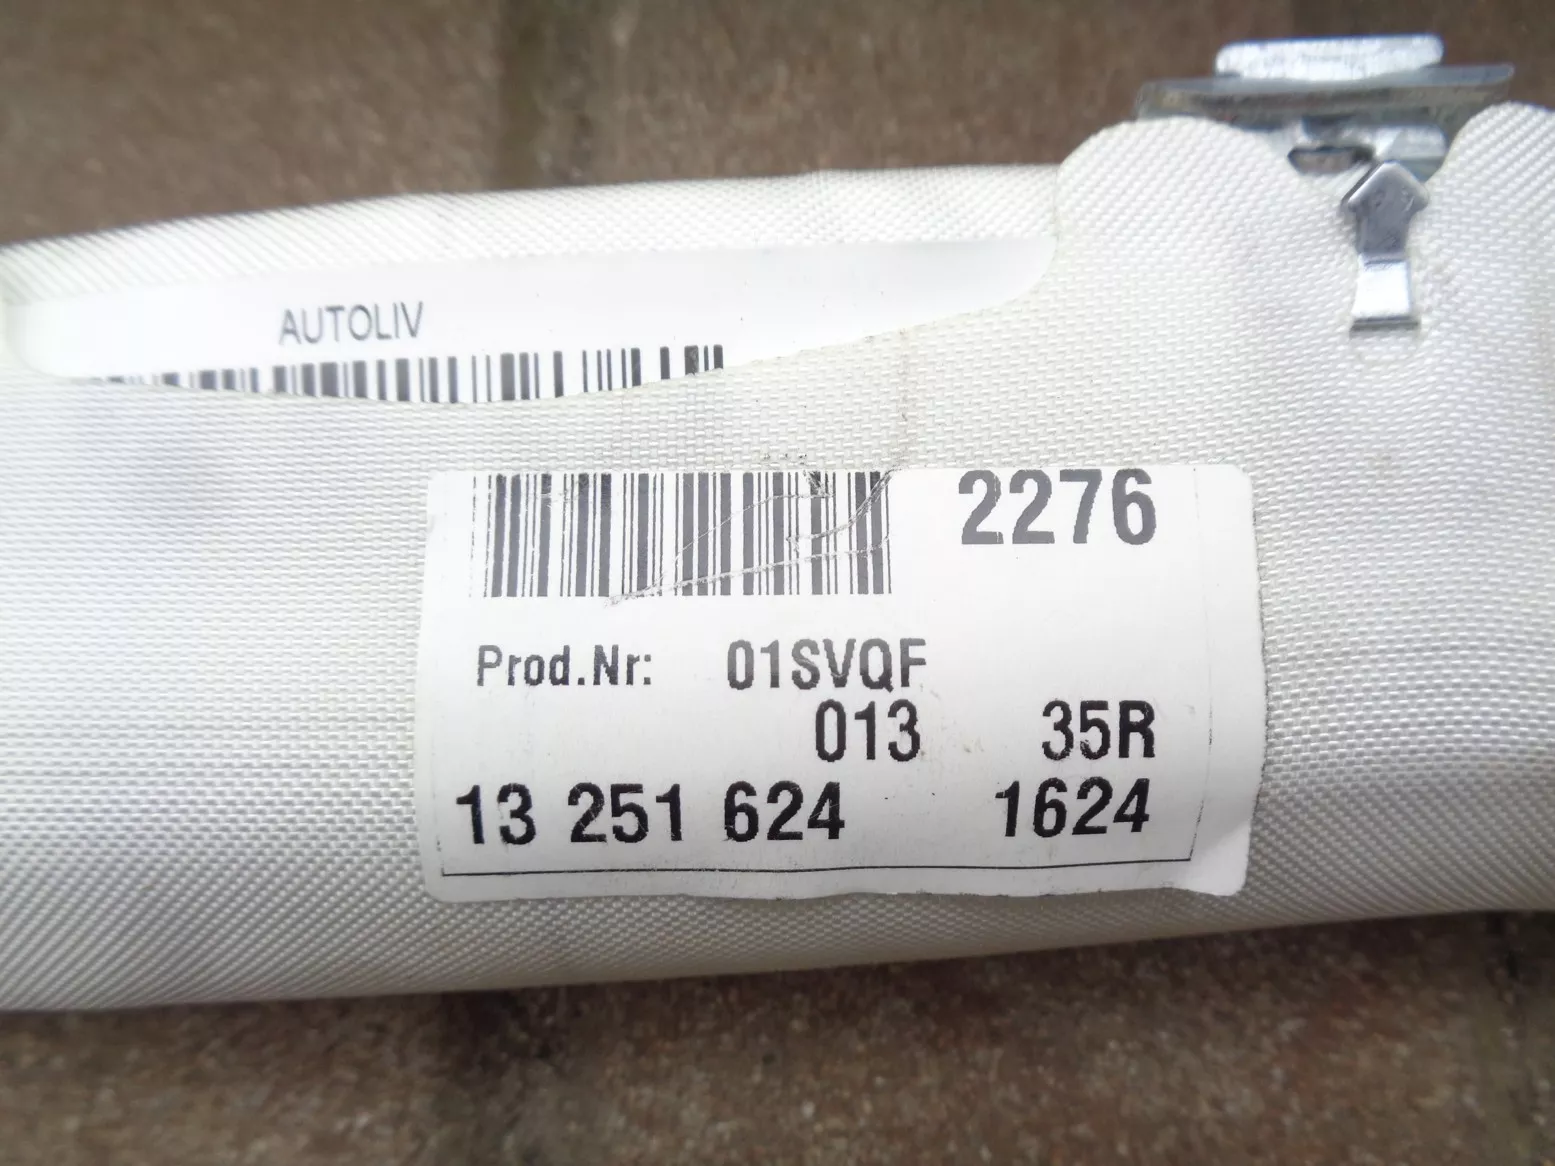 AUTOLIV
2276
Prod.Nr: 01SVQF
013 35R
13 251 624 1624